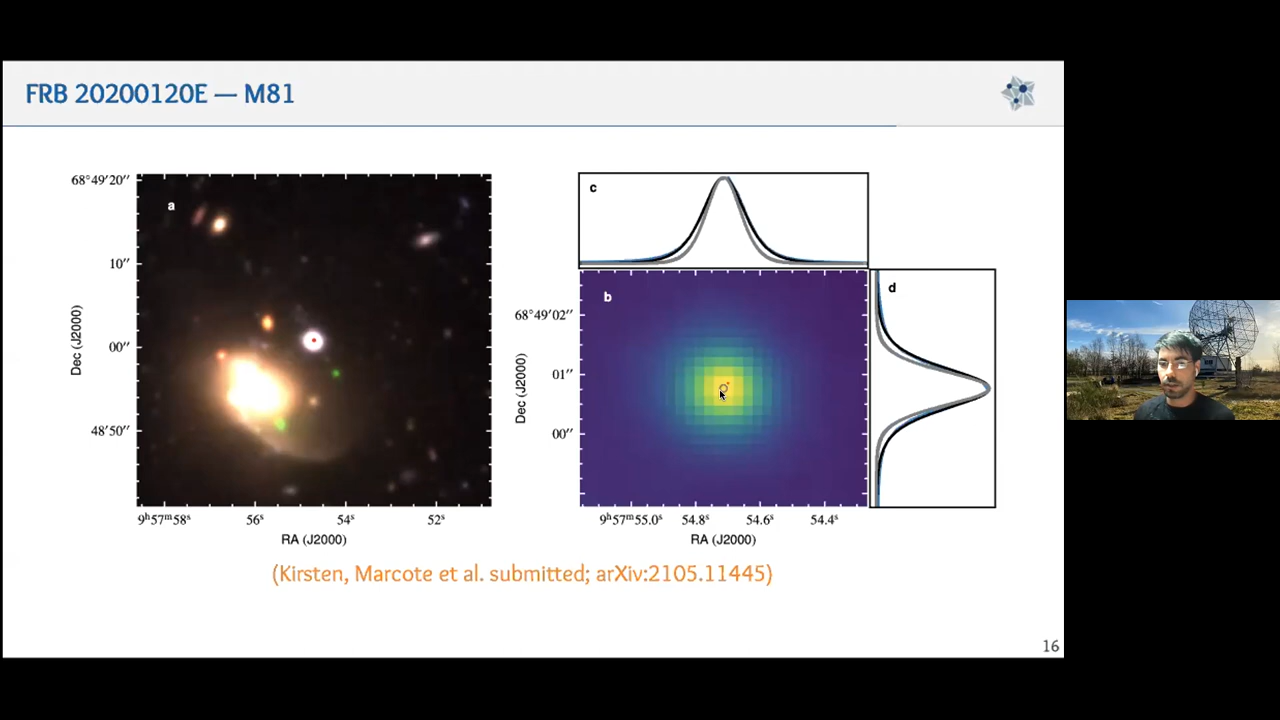 FRB 20200120E — M81
a
68°49′20″
10″
00″
48′50″
Dec (J2000)
9ʰ57ᵐ58ˢ
56ˢ
54ˢ
52ˢ
RA (J2000)
c
b
d
68°49′02″
01″
00″
Dec (J2000)
9ʰ57ᵐ55.0ˢ
54.8ˢ
54.6ˢ
54.4ˢ
RA (J2000)
(Kirsten, Marcote et al. submitted; arXiv:2105.11445)
16